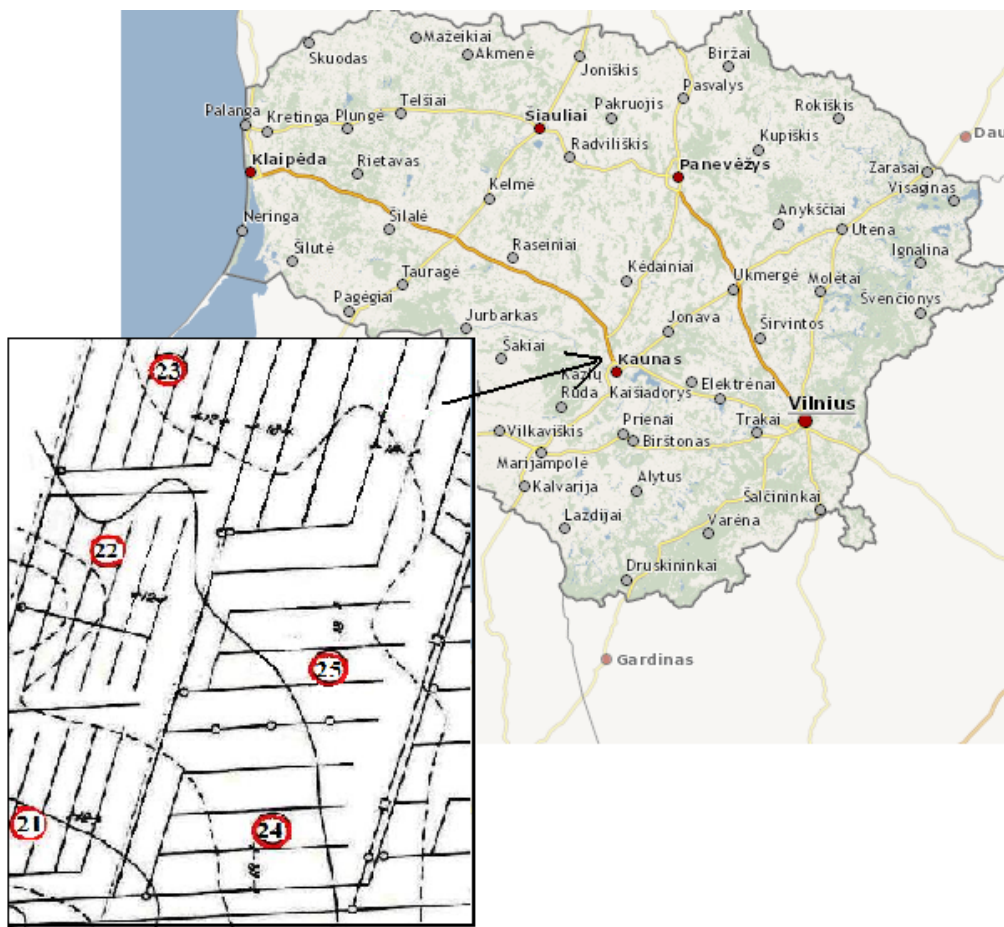 Skuodas
Mažeikiai
Akmenė
Joniškis
Biržai
Pasvalys
Rokiškis
Palanga
Kretinga
Plungė
Telšiai
Šiauliai
Pakruojis
Radviliškis
Kupiškis
Dau
Klaipėda
Rietavas
Kelmė
Panevėžys
Zarasai
Visaginas
Neringa
Šilalė
Anykščiai
Utena
Šilutė
Raseiniai
Ignalina
Tauragė
Kėdainiai
Ukmergė
Molėtai
Pagėgiai
Švenčionys
Jurbarkas
Jonava
Širvintos
Šakiai
Kaunas
Kazlų
Rūda
Kaišiadorys
Elektrėnai
Vilnius
Vilkaviškis
Prienai
Trakai
Birštonas
Marijampolė
Kalvarija
Alytus
Šalčininkai
Lazdijai
Varėna
Druskininkai
Gardinas
23
22
25
21
24